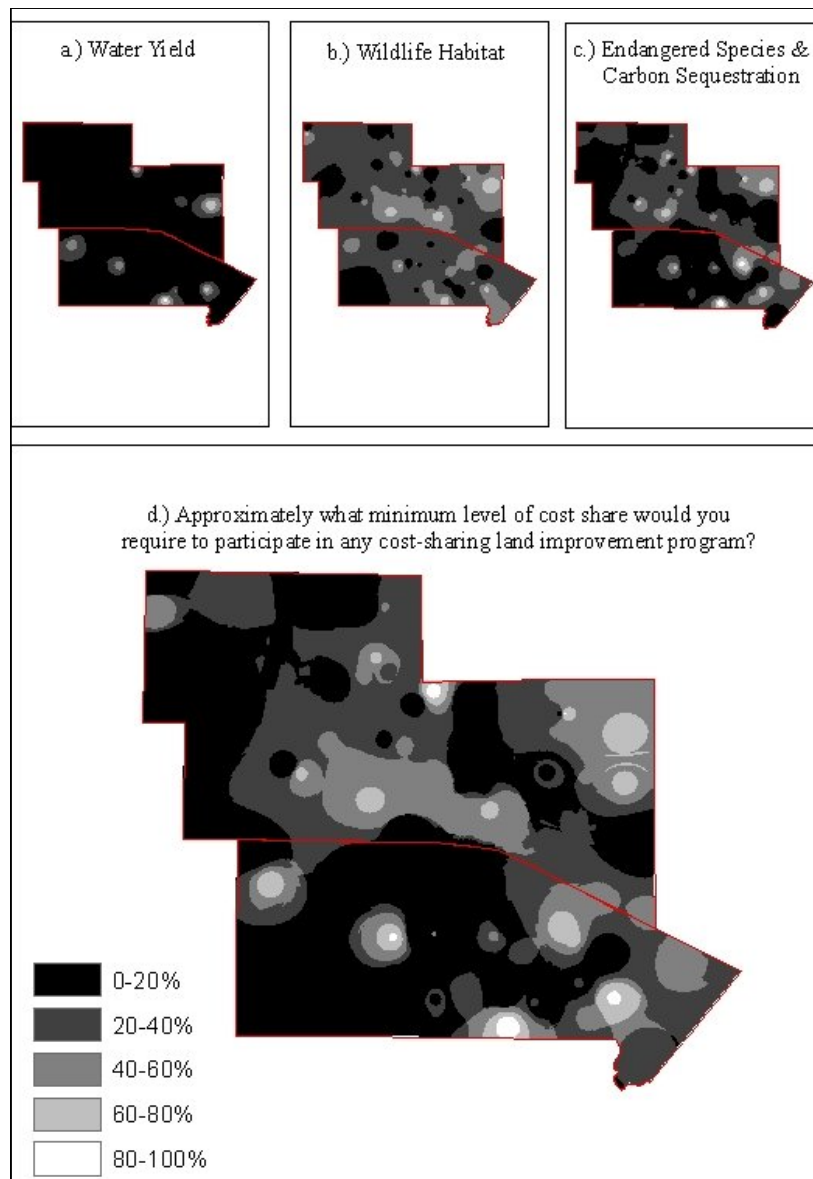 a.) Water Yield
b.) Wildlife Habitat
c.) Endangered Species &
Carbon Sequestration
d.) Approximately what minimum level of cost share would you
require to participate in any cost-sharing land improvement program?
0-20%
20-40%
40-60%
60-80%
80-100%